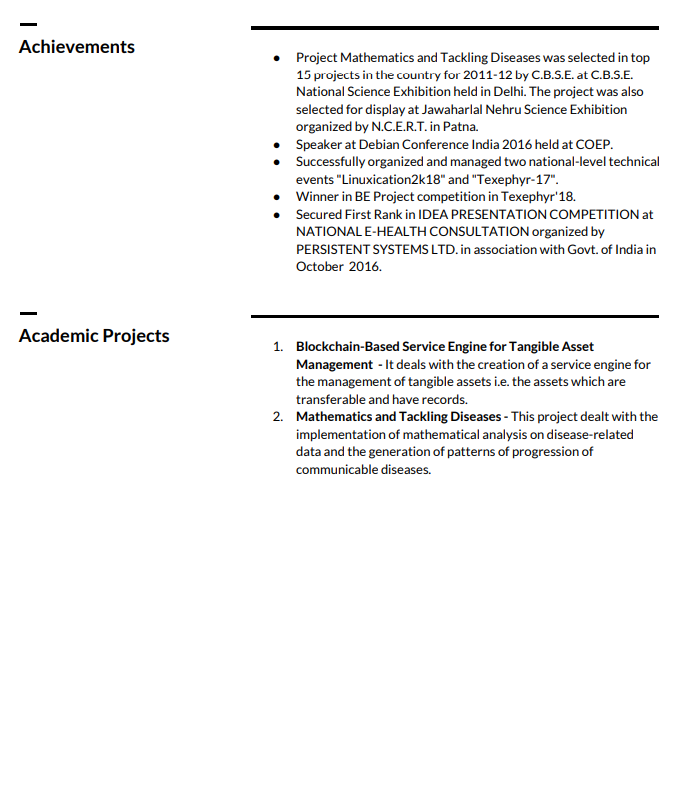 Achievements
● Project Mathematics and Tackling Diseases was selected in top
15 projects in the country for 2011-12 by C.B.S.E. at C.B.S.E.
National Science Exhibition held in Delhi. The project was also
selected for display at Jawaharlal Nehru Science Exhibition
organized by N.C.E.R.T. in Patna.
● Speaker at Debian Conference India 2016 held at COEP.
● Successfully organized and managed two national-level technical
events "Linuxication2k18" and "Texephyr-17".
● Winner in BE Project competition in Texephyr'18.
● Secured First Rank in IDEA PRESENTATION COMPETITION at
NATIONAL E-HEALTH CONSULTATION organized by
PERSISTENT SYSTEMS LTD. in association with Govt. of India in
October  2016.
Academic Projects
1. Blockchain-Based Service Engine for Tangible Asset
Management  - It deals with the creation of a service engine for
the management of tangible assets i.e. the assets which are
transferable and have records.
2. Mathematics and Tackling Diseases - This project dealt with the
implementation of mathematical analysis on disease-related
data and the generation of patterns of progression of
communicable diseases.